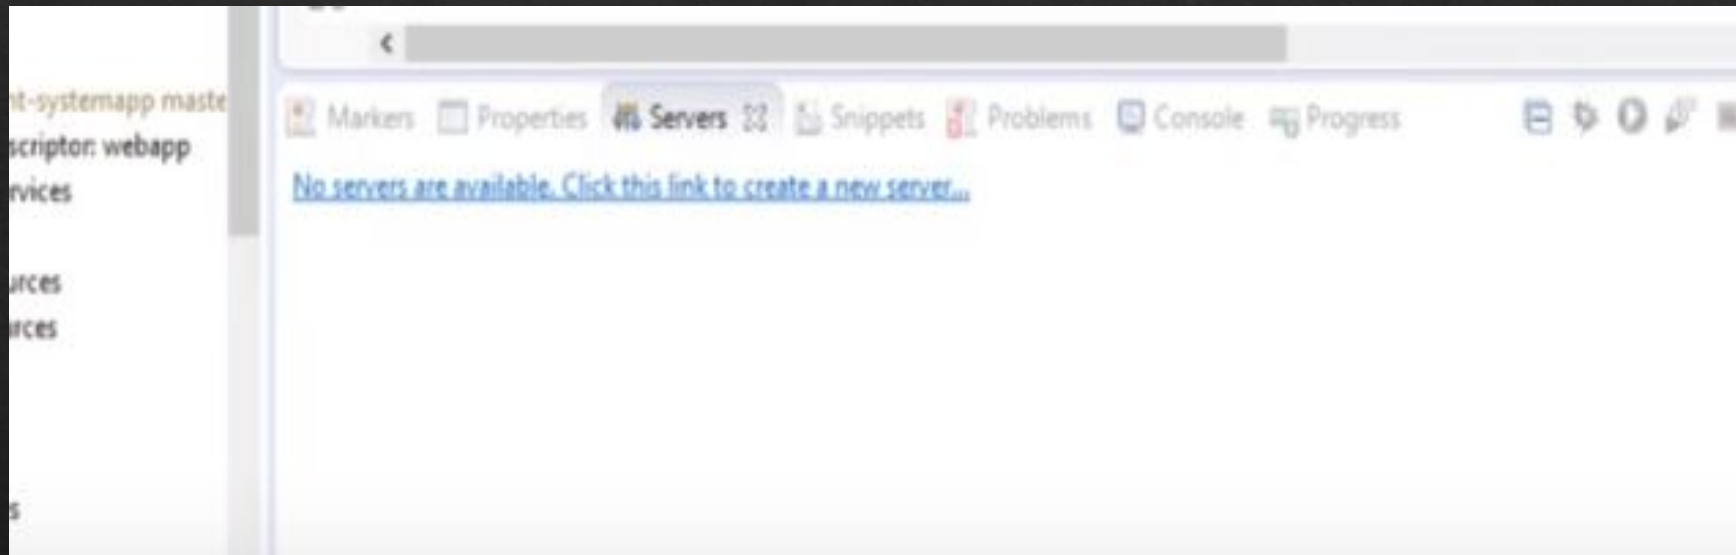 nt-systemapp maste
scriptor: webapp
rvices
urces
urces
s
Markers Properties Servers Snippets Problems Console Progress
No servers are available. Click this link to create a new server...